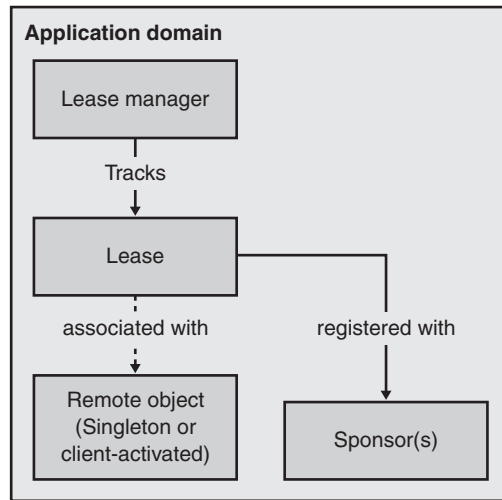 Application domain
Lease manager
Tracks
Lease
associated with
registered with
Remote object
(Singleton or
client-activated)
Sponsor(s)